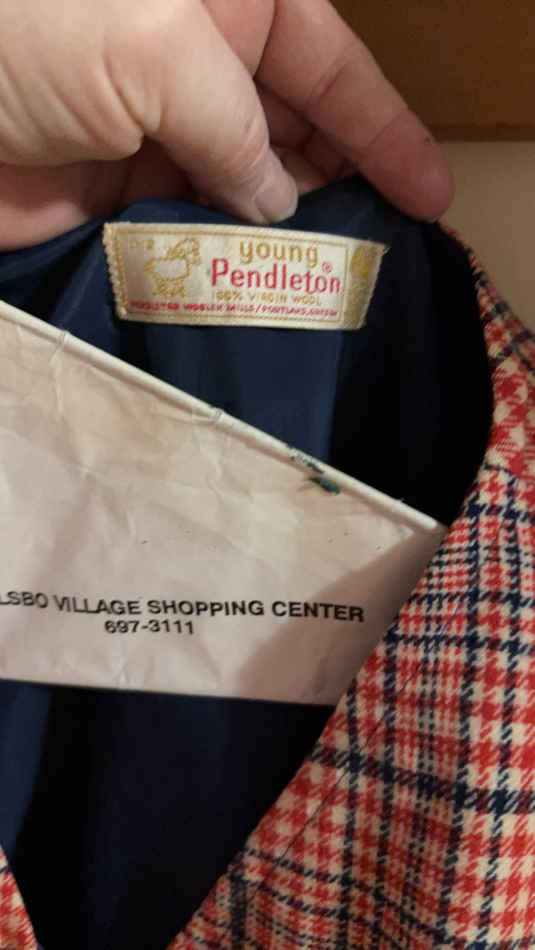 young
Pendleton®
100% VIRGIN WOOL
PENDLETON WOOLEN MILLS/PORTLAND, OREGON
LSBO VILLAGE SHOPPING CENTER
697-3111